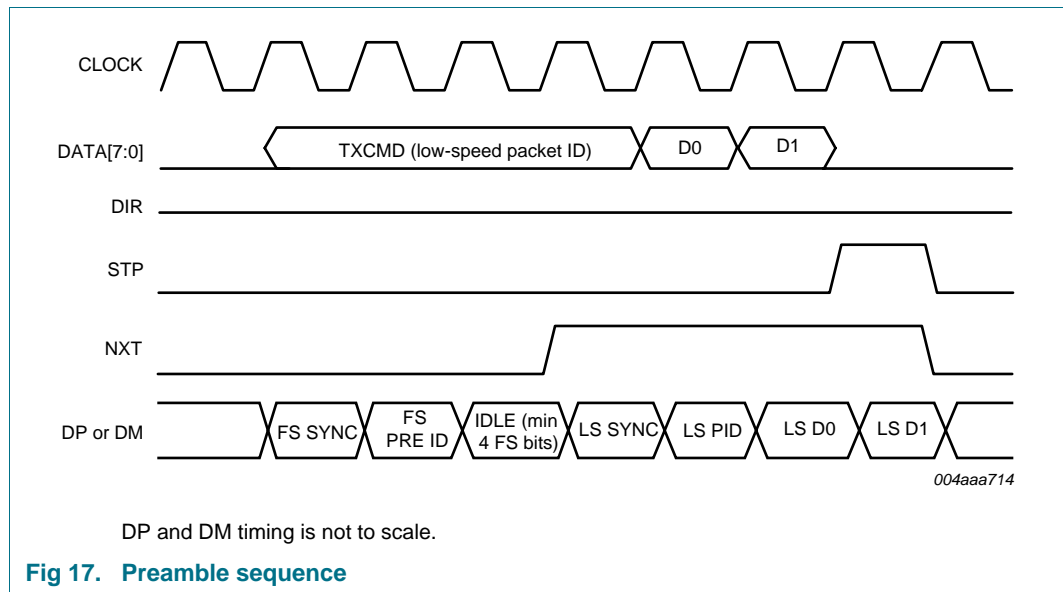 CLOCK
DATA[7:0]
TXCMD (low-speed packet ID)
D0
D1
DIR
STP
NXT
DP or DM
FS SYNC
FS
PRE ID
IDLE (min
4 FS bits)
LS SYNC
LS PID
LS D0
LS D1
004aaa714
DP and DM timing is not to scale.
Fig 17. Preamble sequence